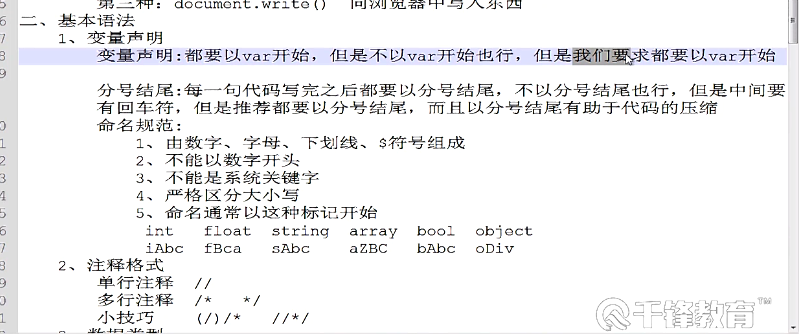 第三种: document.write() 向浏览器中写入东西
二、基本语法
1、变量声明
变量声明:都要以var开始，但是不以var开始也行，但是我们要求都要以var开始
分号结尾:每一句代码写完之后都要以分号结尾，不以分号结尾也行，但是中间要
有回车符，但是推荐都要以分号结尾，而且以分号结尾有助于代码的压缩
命名规范:
1、由数字、字母、下划线、$符号组成
2、不能以数字开头
3、不能是系统关键字
4、严格区分大小写
5、命名通常以这种标记开始
int float string array bool object
iAbc fBca sAbc aZBC bAbc oDiv
2、注释格式
单行注释 //
多行注释 /* */
小技巧 (/)/* //*/
3、数据类型
千锋教育™